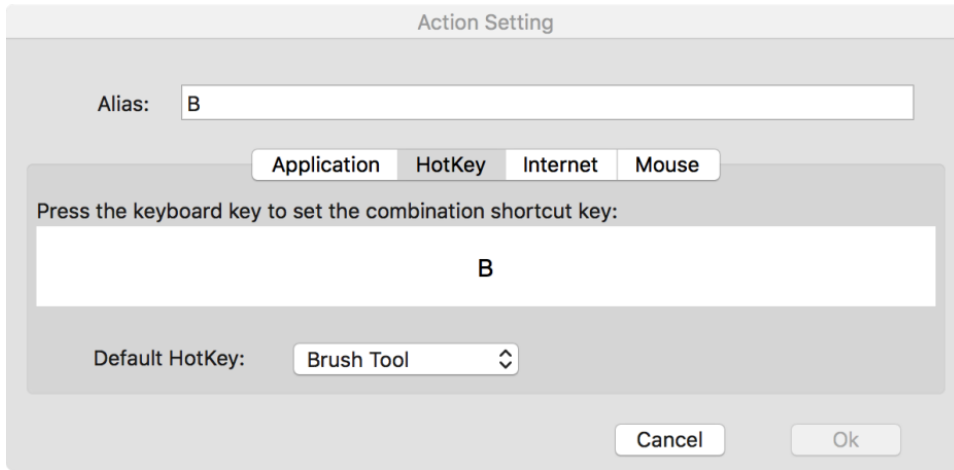 Action Setting
Alias: B
Application HotKey Internet Mouse
Press the keyboard key to set the combination shortcut key:
B
Default HotKey: Brush Tool
Cancel Ok